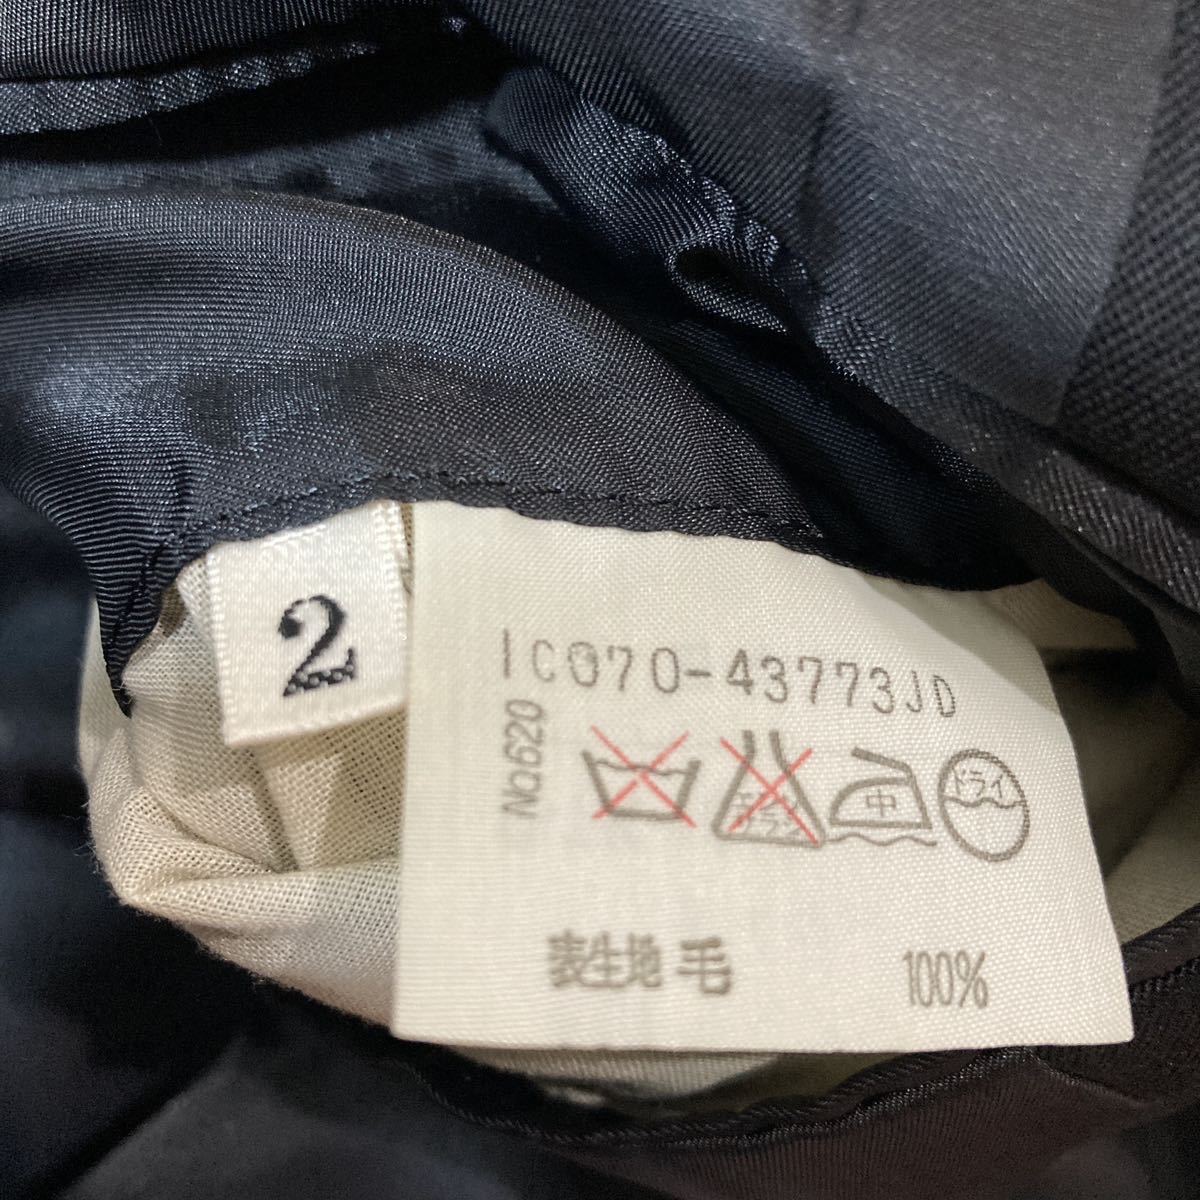 2
IC070-43773JD
No.620
エンソ
サラシ
中
ドライ
表生地 毛 100%